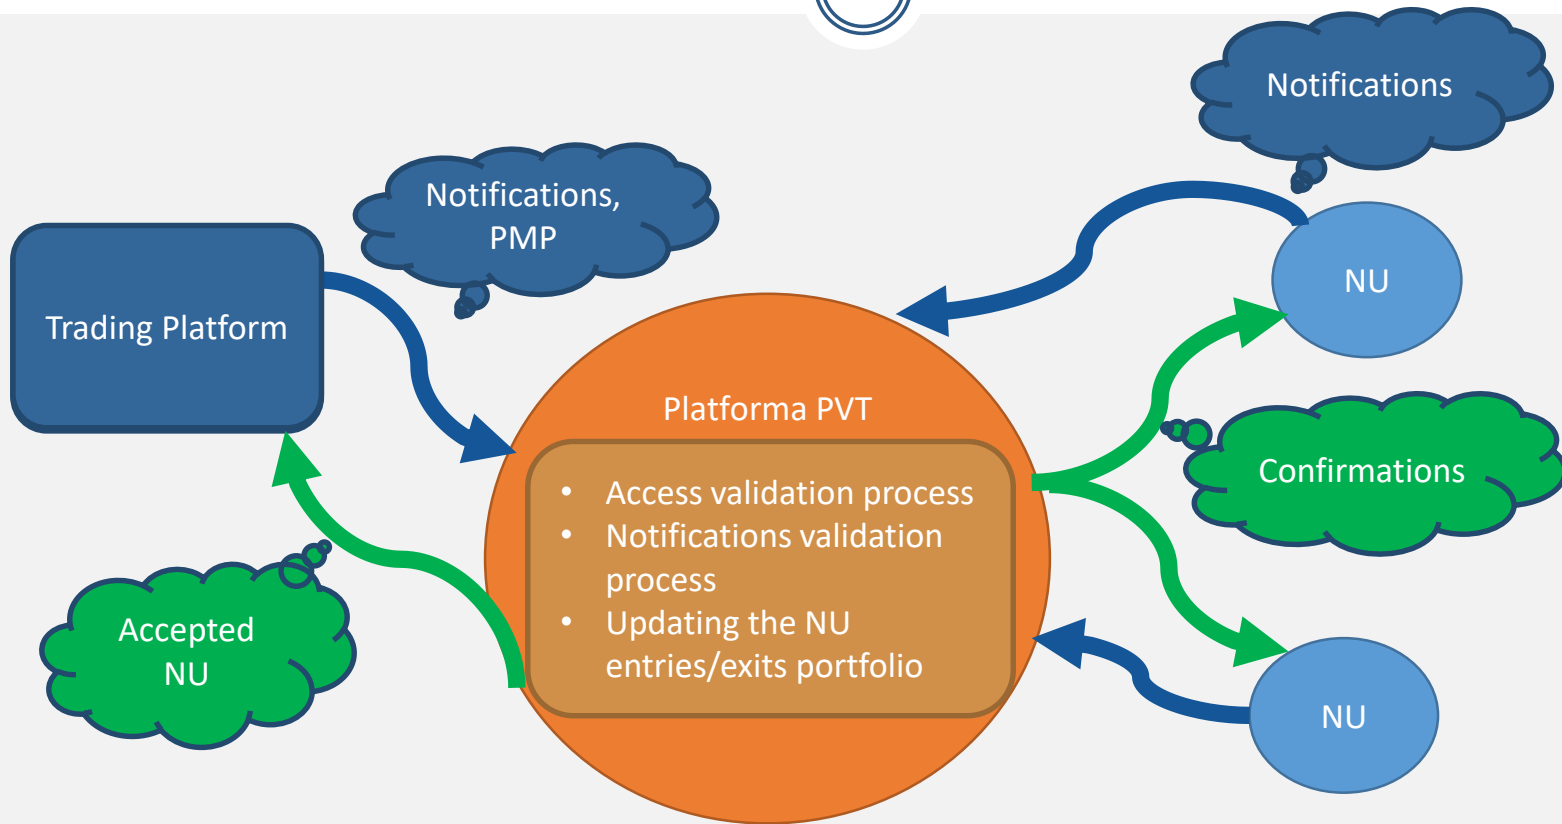 Notifications
Notifications,
PMP
NU
Trading Platform
Platforma PVT
Confirmations
• Access validation process
• Notifications validation
process
• Updating the NU
entries/exits portfolio
Accepted
NU
NU